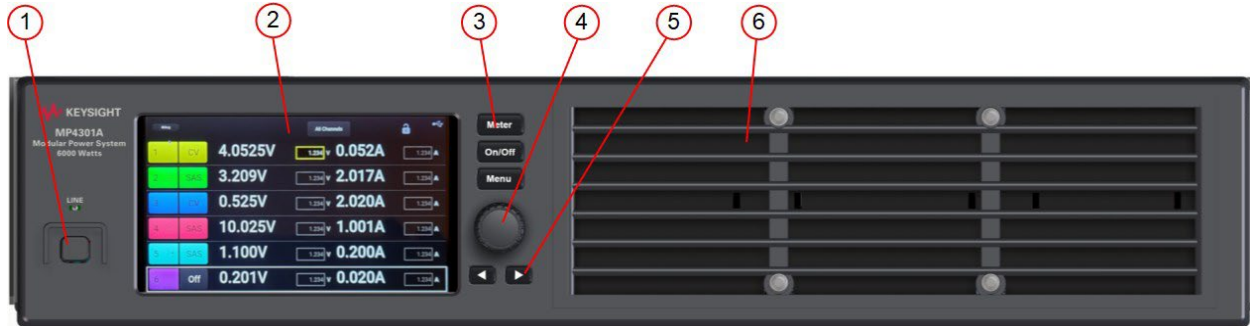 1
2
3
4
5
6
KEYSIGHT
MP4301A
Modular Power System
6000 Watts
LINE
Menu
All Channels
1 CV 4.0525V 1.234 V 0.052A 1.234 A
2 SAS 3.209V 1.234 V 2.017A 1.234 A
CV 0.525V 1.234 V 2.020A 1.234 A
4 SAS 10.025V 1.234 V 1.001A 1.234 A
5 SAS 1.100V 1.234 V 0.200A 1.234 A
6 Off 0.201V 1.234 V 0.020A 1.234 A
Meter
On/Off
Menu